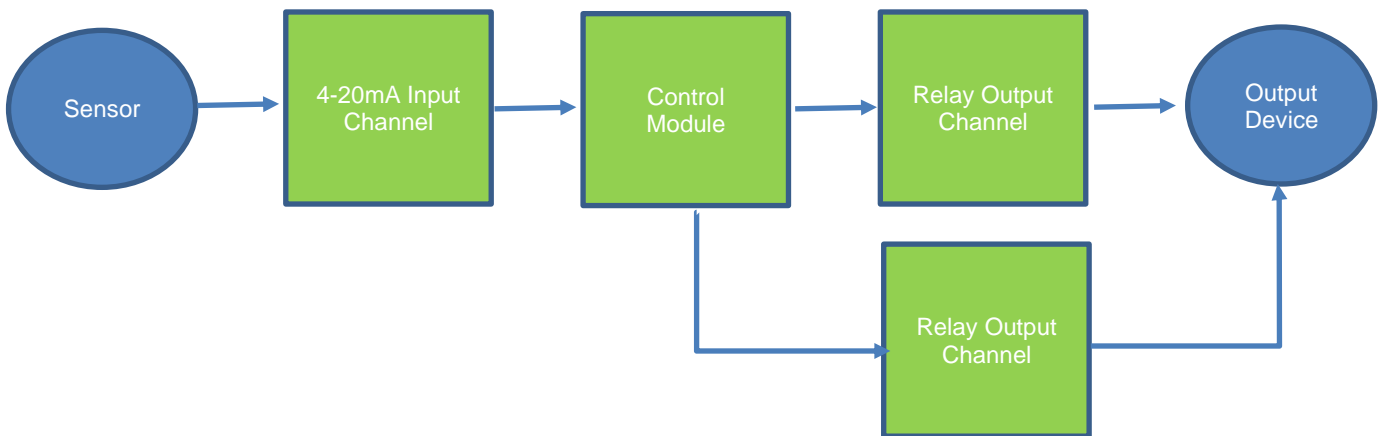 Sensor
4-20mA Input
Channel
Control
Module
Relay Output
Channel
Output
Device
Relay Output
Channel